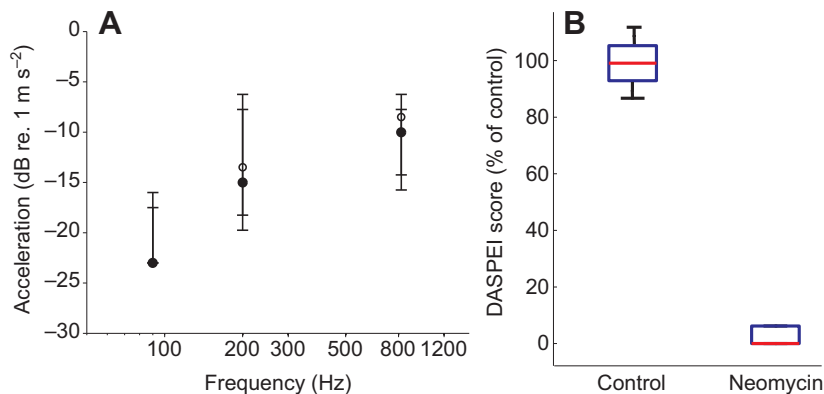 A
Acceleration (dB re. 1 m s⁻²)
0
–5
–10
–15
–20
–25
–30
100 200 300 500 800 1200
Frequency (Hz)
B
DASPEI score (% of control)
100
80
60
40
20
0
Control Neomycin